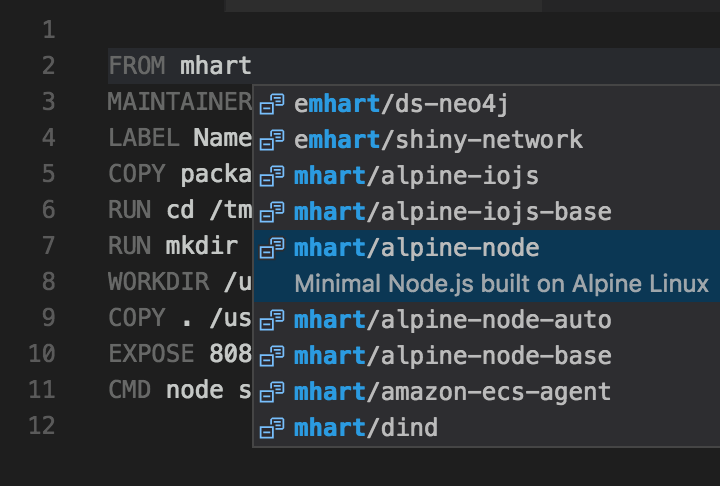 1
2 FROM mhart
3 MAINTAINER
4 LABEL Name
5 COPY packa
6 RUN cd /tm
7 RUN mkdir
8 WORKDIR /u
9 COPY . /us
10 EXPOSE 808
11 CMD node s
12
emhart/ds-neo4j
emhart/shiny-network
mhart/alpine-iojs
mhart/alpine-iojs-base
mhart/alpine-node
Minimal Node.js built on Alpine Linux
mhart/alpine-node-auto
mhart/alpine-node-base
mhart/amazon-ecs-agent
mhart/dind